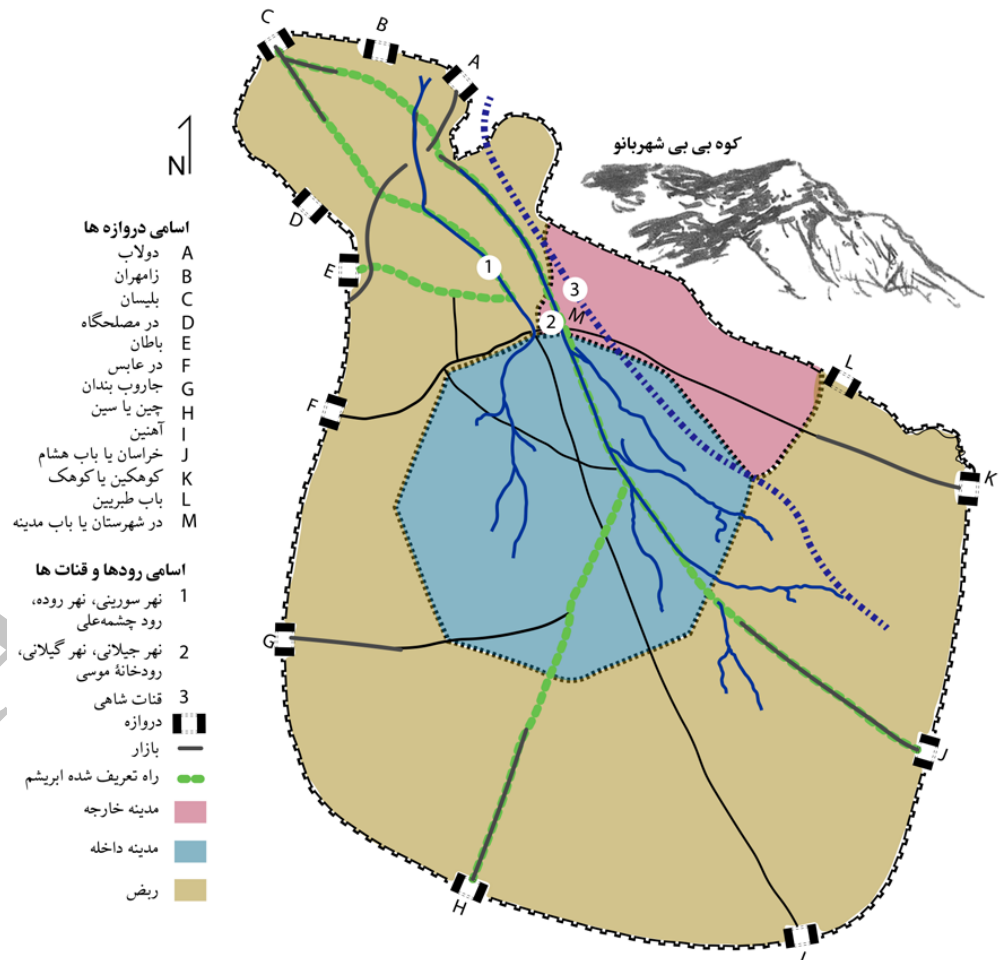 C
B
A
کوه بی بی شهربانو
N
D
E
F
G
H
L
K
J
M
1
2
3
اسامی دروازه ها
A دولاب
B زامهران
C بلیسان
D در مصلحگاه
E باطان
F در عابس
G جاروب بندان
H چین یا سین
I آهنین
J خراسان یا باب هشام
K کوهکین یا کوهک
L باب طبریین
M در شهرستان یا باب مدینه
اسامی رودها و قنات ها
1 نهر سورینی، نهر روده،
رود چشمه‌علی
2 نهر جیلانی، نهر گیلانی،
رودخانۀ موسی
3 قنات شاهی
دروازه
بازار
راه تعریف شده ابریشم
مدینه خارجه
مدینه داخله
ربض